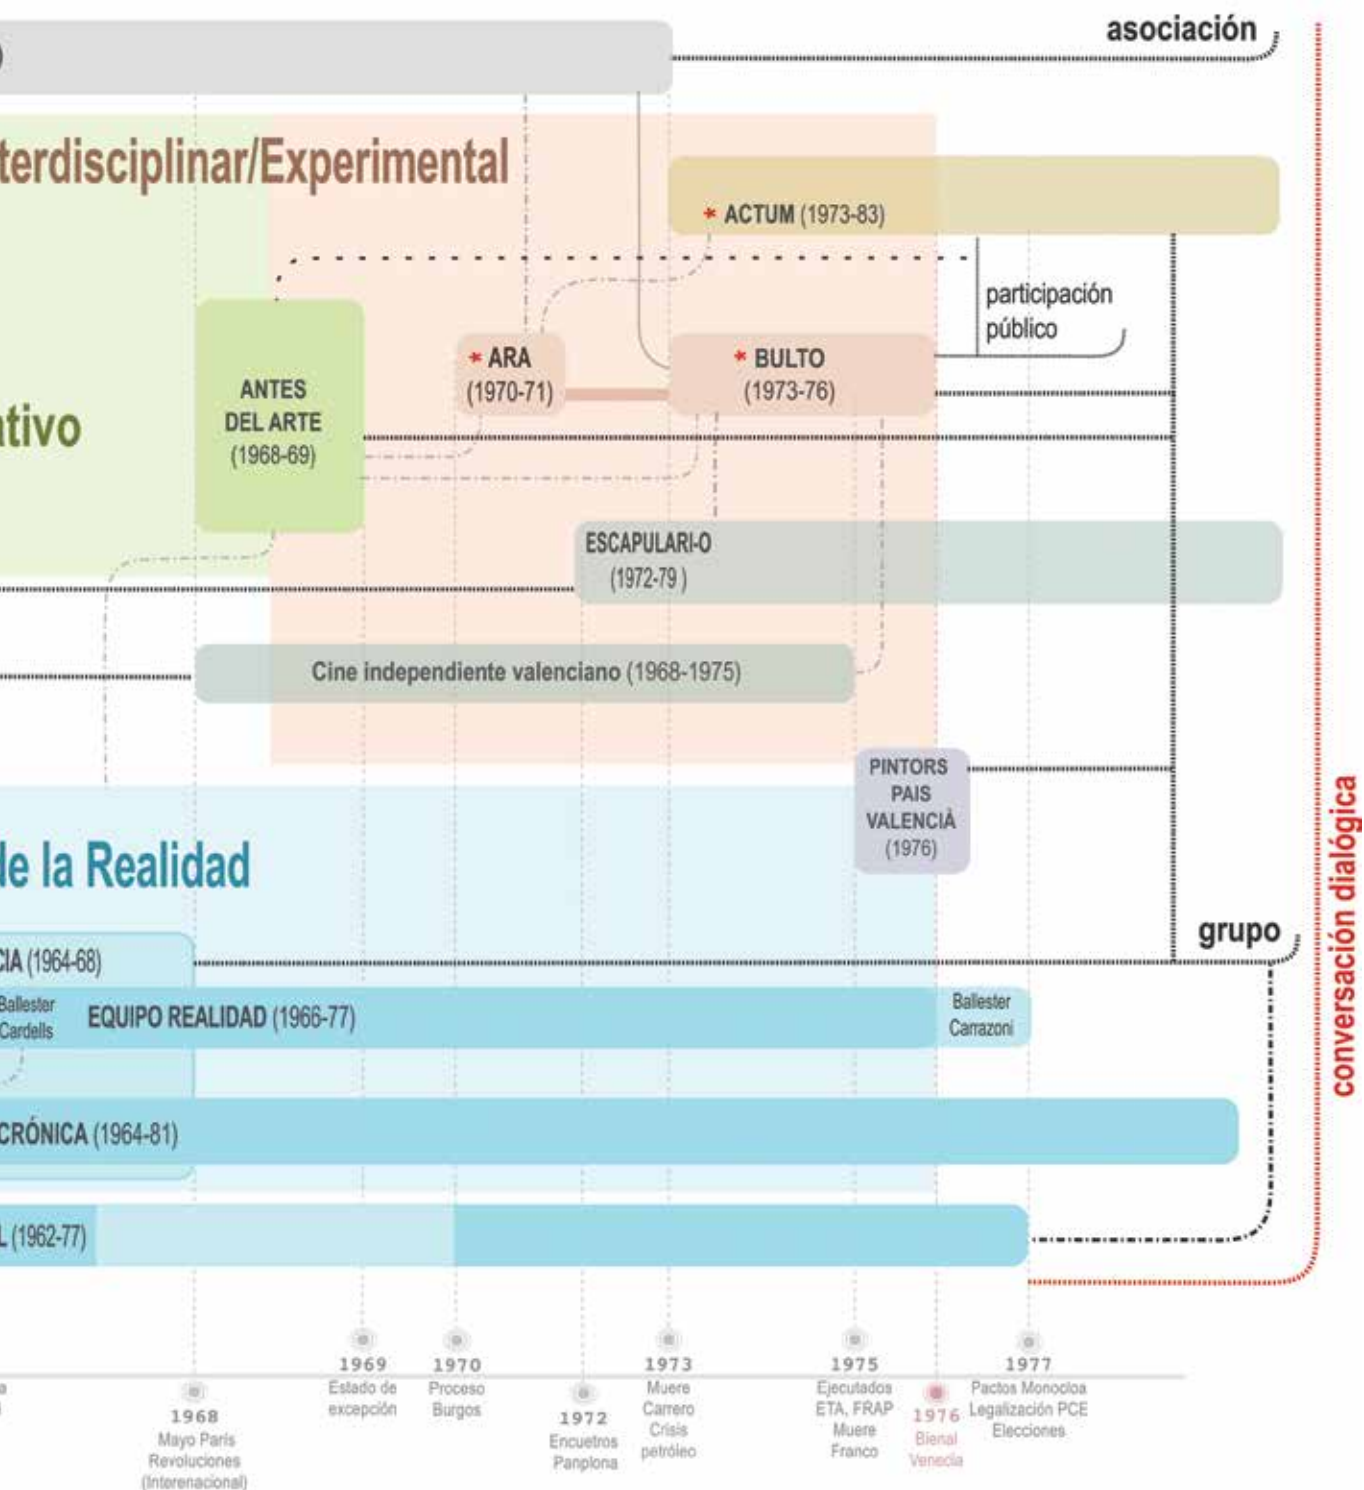 )
asociación
terdisciplinar/Experimental
* ACTUM (1973-83)
participación
público
ANTES
DEL ARTE
(1968-69)
* ARA
(1970-71)
* BULTO
(1973-76)
ativo
ESCAPULARI-O
(1972-79 )
Cine independiente valenciano (1968-1975)
PINTORS
PAIS
VALENCIÀ
(1976)
de la Realidad
conversación dialógica
grupo
CIA (1964-68)
Ballester
Cardells
EQUIPO REALIDAD (1966-77)
Ballester
Carrazoni
CRÓNICA (1964-81)
L (1962-77)
1968
Mayo París
Revoluciones
(Interenacional)
1969
Estado de
excepción
1970
Proceso
Burgos
1972
Encuetros
Panplona
1973
Muere
Carrero
Crisis
petróleo
1975
Ejecutados
ETA, FRAP
Muere
Franco
1976
Bienal
Venecia
1977
Pactos Monocloa
Legalización PCE
Elecciones